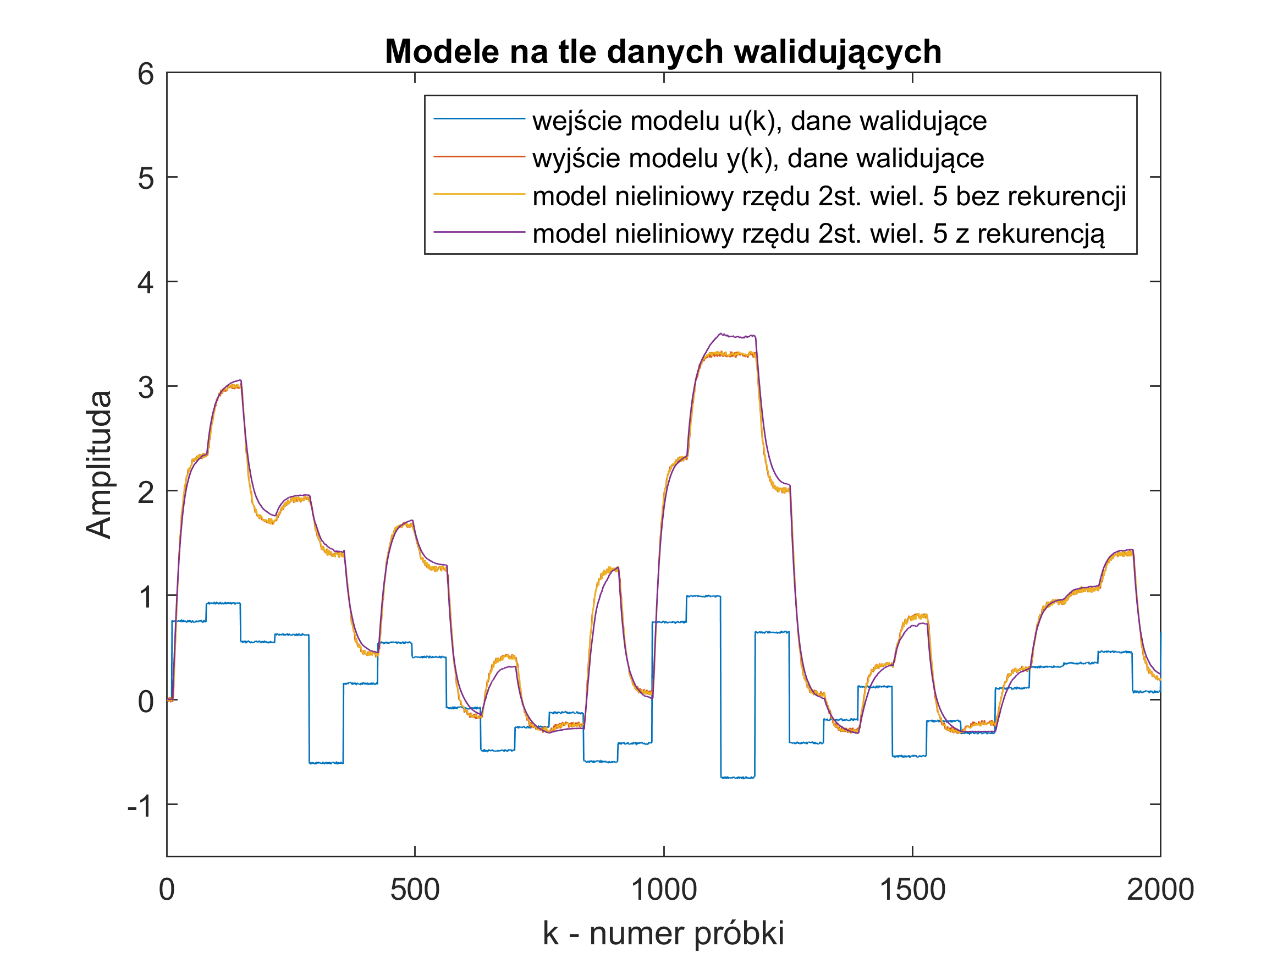 Modele na tle danych walidujących
6
5
4
3
2
1
0
-1
Amplituda
wejście modelu u(k), dane walidujące
wyjście modelu y(k), dane walidujące
model nieliniowy rzędu 2st. wiel. 5 bez rekurencji
model nieliniowy rzędu 2st. wiel. 5 z rekurencją
0 500 1000 1500 2000
k - numer próbki